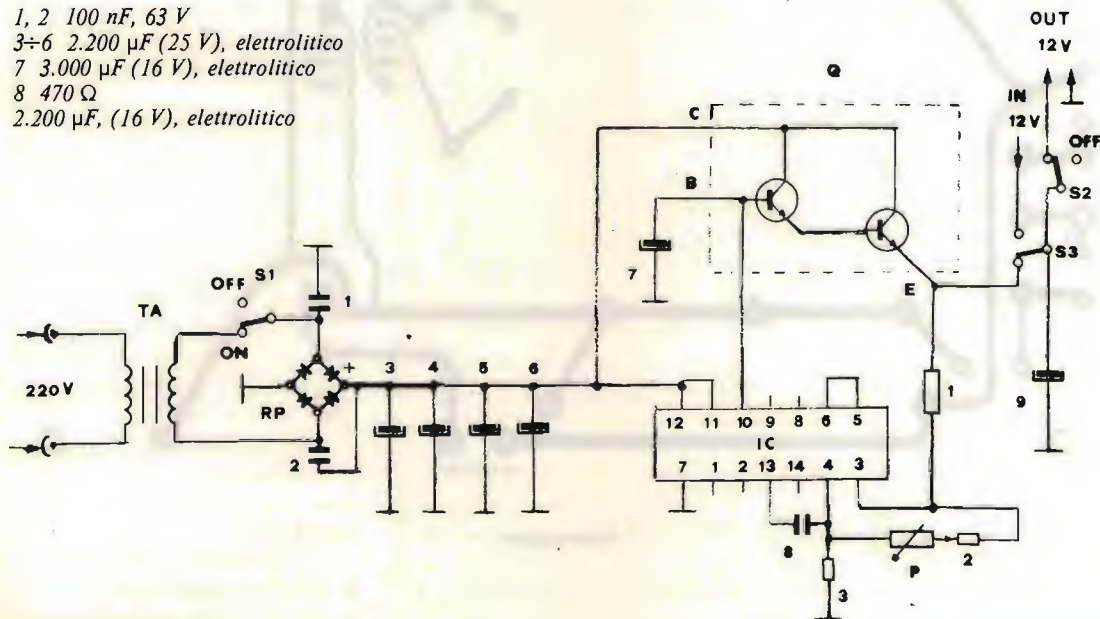 1, 2 100 nF, 63 V
3÷6 2.200 µF (25 V), elettrolitico
7 3.000 µF (16 V), elettrolitico
8 470 Ω
2.200 µF, (16 V), elettrolitico
OUT
12 V
IN
12 V
OFF
S2
S3
Q
C
B
E
7
9
1
TA
OFF
S1
ON
1
220 V
RP
+
2
3 4 5 6
12 11 10 9 8 6 5
IC
7 1 2 13 14 4 3
8
P
2
3